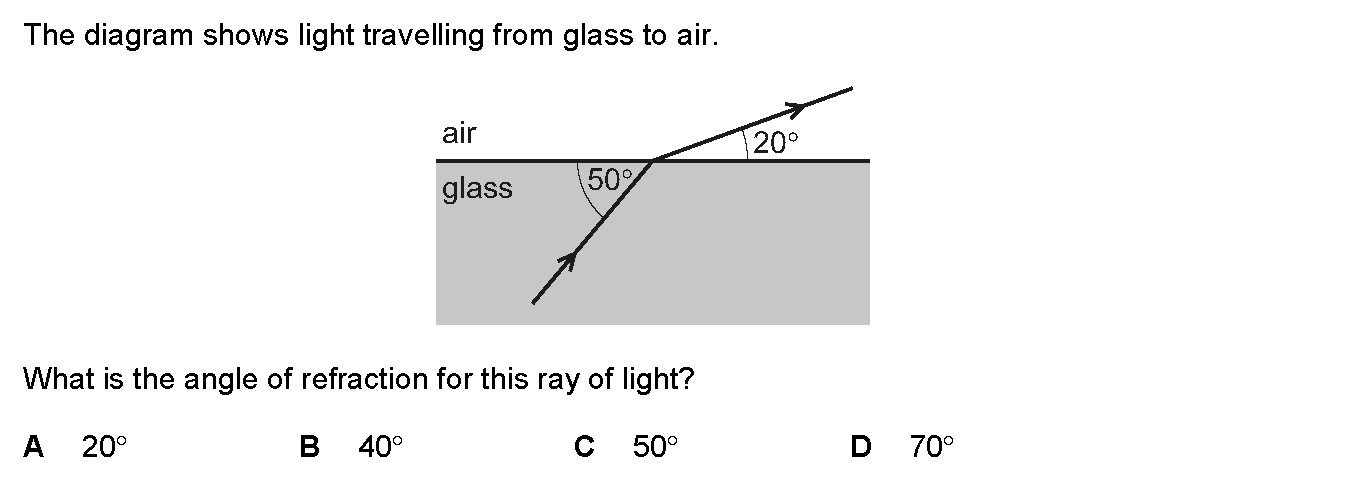 The diagram shows light travelling from glass to air.
air
20°
glass
50°
What is the angle of refraction for this ray of light?
A 20° B 40° C 50° D 70°